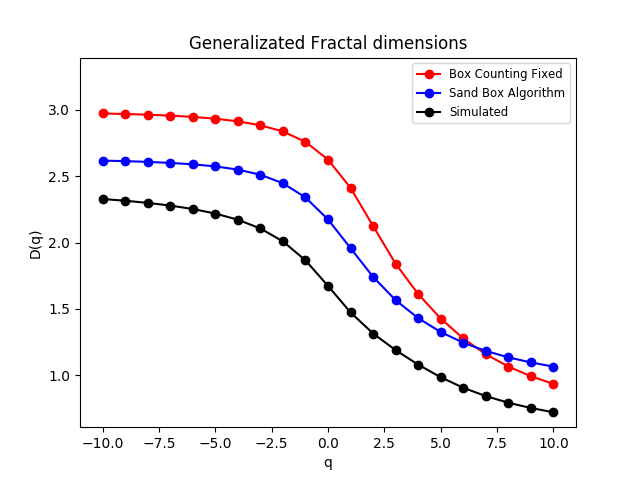 Generalizated Fractal dimensions
Box Counting Fixed
Sand Box Algorithm
Simulated
D(q)
3.0
2.5
2.0
1.5
1.0
−10.0 −7.5 −5.0 −2.5 0.0 2.5 5.0 7.5 10.0
q